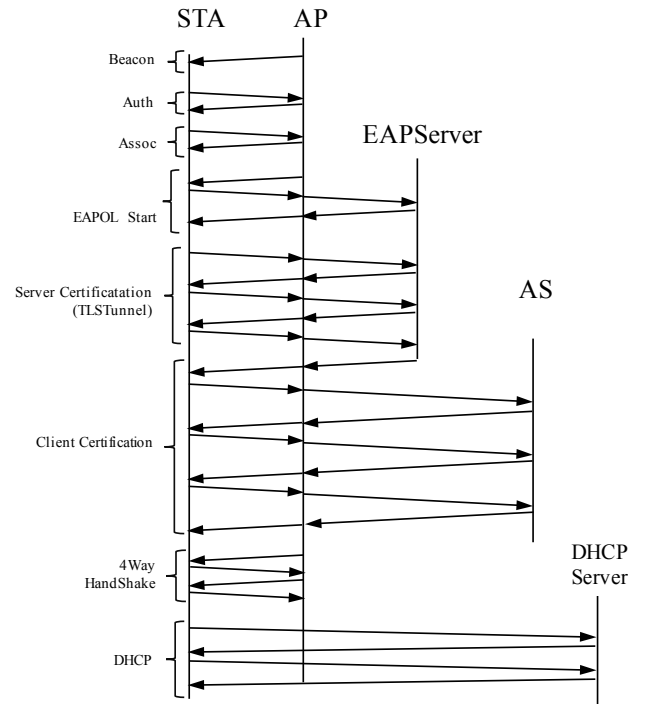 STA
AP
Beacon
Auth
Assoc
EAPServer
EAPOL Start
Server Certificatation
(TLSTunnel)
AS
Client Certification
4Way
HandShake
DHCP
Server
DHCP